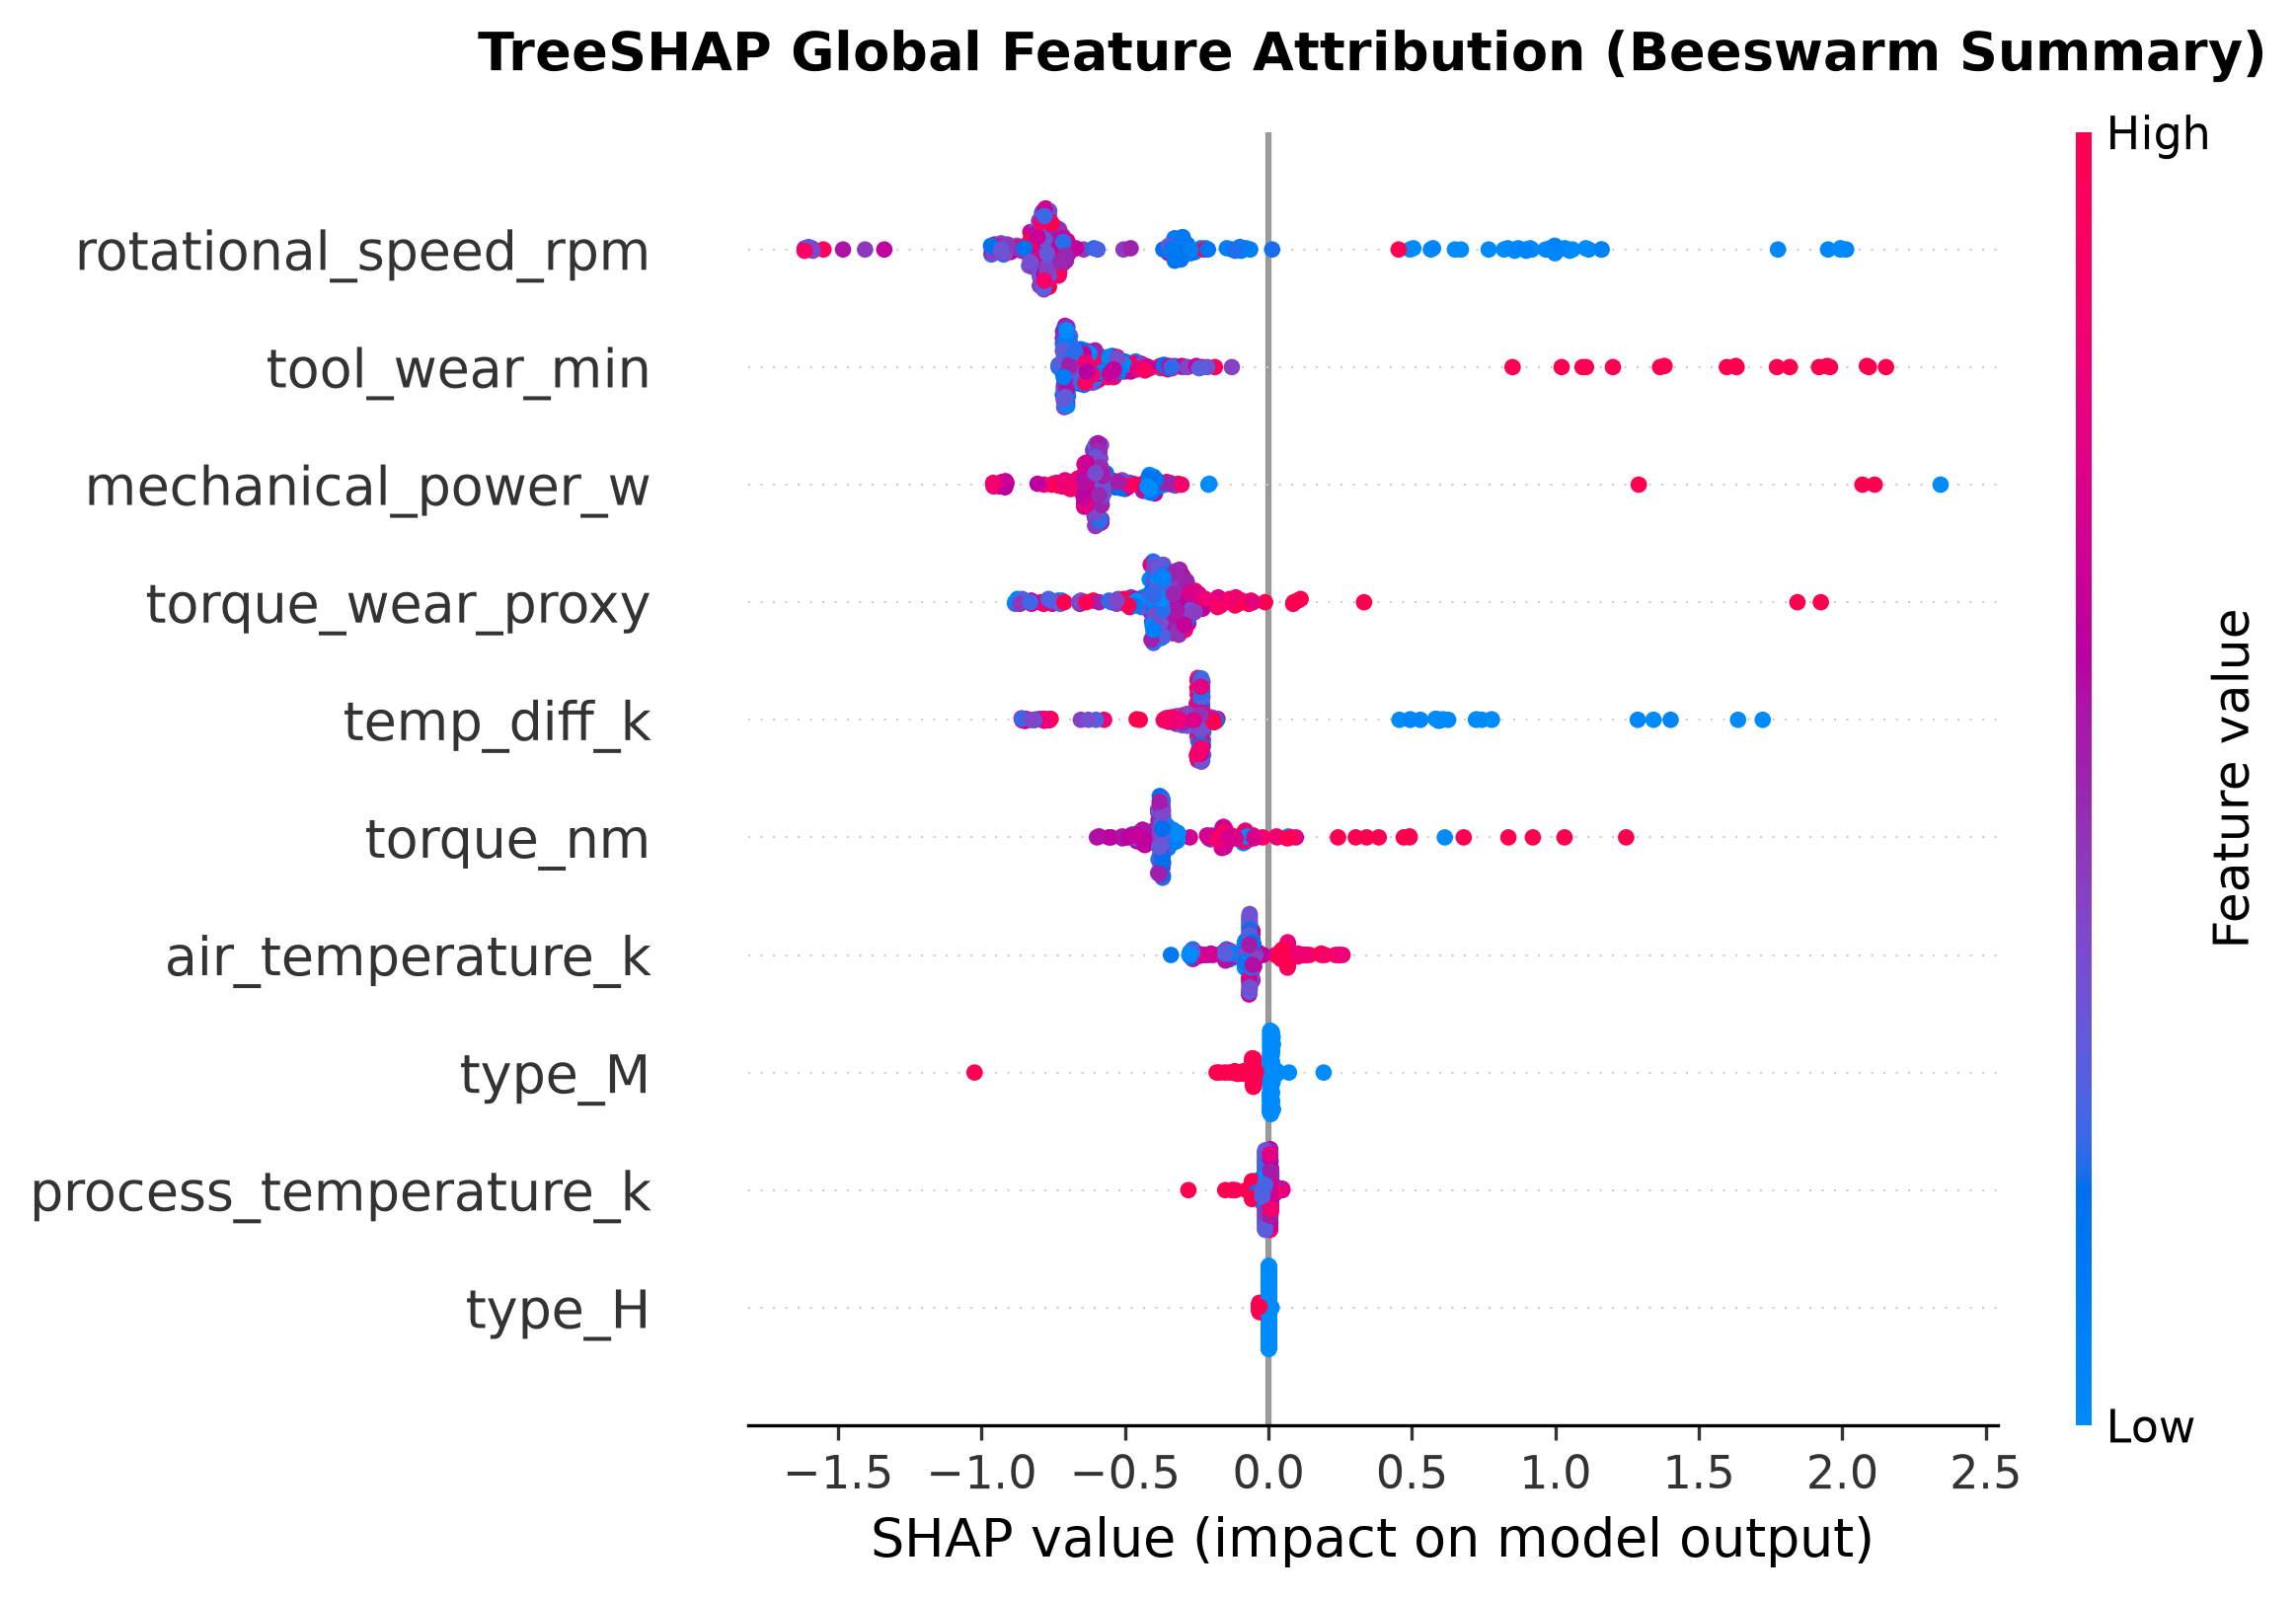 TreeSHAP Global Feature Attribution (Beeswarm Summary)
High
rotational_speed_rpm
tool_wear_min
mechanical_power_w
torque_wear_proxy
temp_diff_k
torque_nm
air_temperature_k
type_M
process_temperature_k
type_H
Feature value
Low
−1.5 −1.0 −0.5 0.0 0.5 1.0 1.5 2.0 2.5
SHAP value (impact on model output)